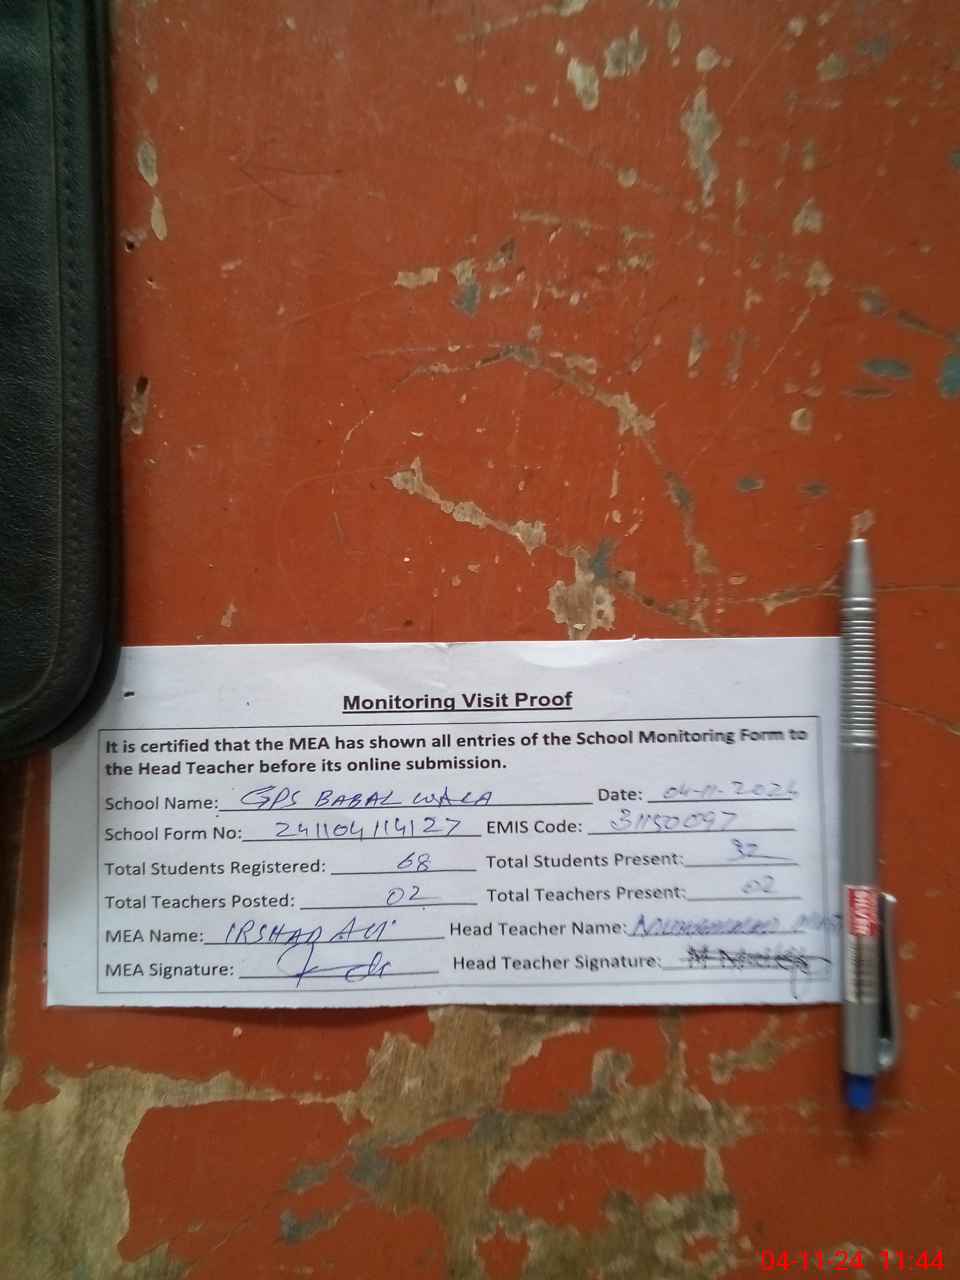 Monitoring Visit Proof
It is certified that the MEA has shown all entries of the School Monitoring Form to
the Head Teacher before its online submission.
School Name: GPS BABAL WALA Date: 04-11-2024
School Form No: 241104114127 EMIS Code: 31150097
Total Students Registered: 68 Total Students Present: 32
Total Teachers Posted: 02 Total Teachers Present: 02
MEA Name: IRSHAD ALI Head Teacher Name: Muhammad
MEA Signature: Head Teacher Signature:
04-11-24 11:44